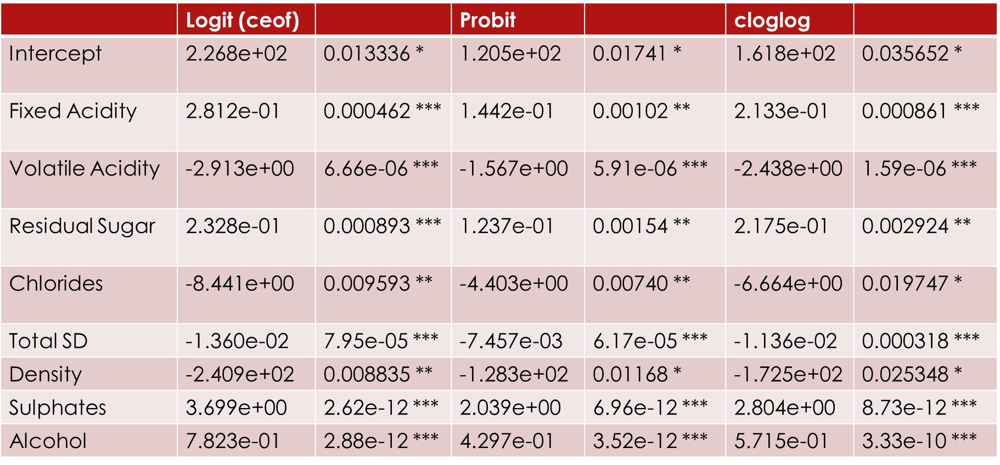 Logit (ceof) Probit cloglog
Intercept 2.268e+02 0.013336 * 1.205e+02 0.01741 * 1.618e+02 0.035652 *
Fixed Acidity 2.812e-01 0.000462 *** 1.442e-01 0.00102 ** 2.133e-01 0.000861 ***
Volatile Acidity -2.913e+00 6.66e-06 *** -1.567e+00 5.91e-06 *** -2.438e+00 1.59e-06 ***
Residual Sugar 2.328e-01 0.000893 *** 1.237e-01 0.00154 ** 2.175e-01 0.002924 **
Chlorides -8.441e+00 0.009593 ** -4.403e+00 0.00740 ** -6.664e+00 0.019747 *
Total SD -1.360e-02 7.95e-05 *** -7.457e-03 6.17e-05 *** -1.136e-02 0.000318 ***
Density -2.409e+02 0.008835 ** -1.283e+02 0.01168 * -1.725e+02 0.025348 *
Sulphates 3.699e+00 2.62e-12 *** 2.039e+00 6.96e-12 *** 2.804e+00 8.73e-12 ***
Alcohol 7.823e-01 2.88e-12 *** 4.297e-01 3.52e-12 *** 5.715e-01 3.33e-10 ***